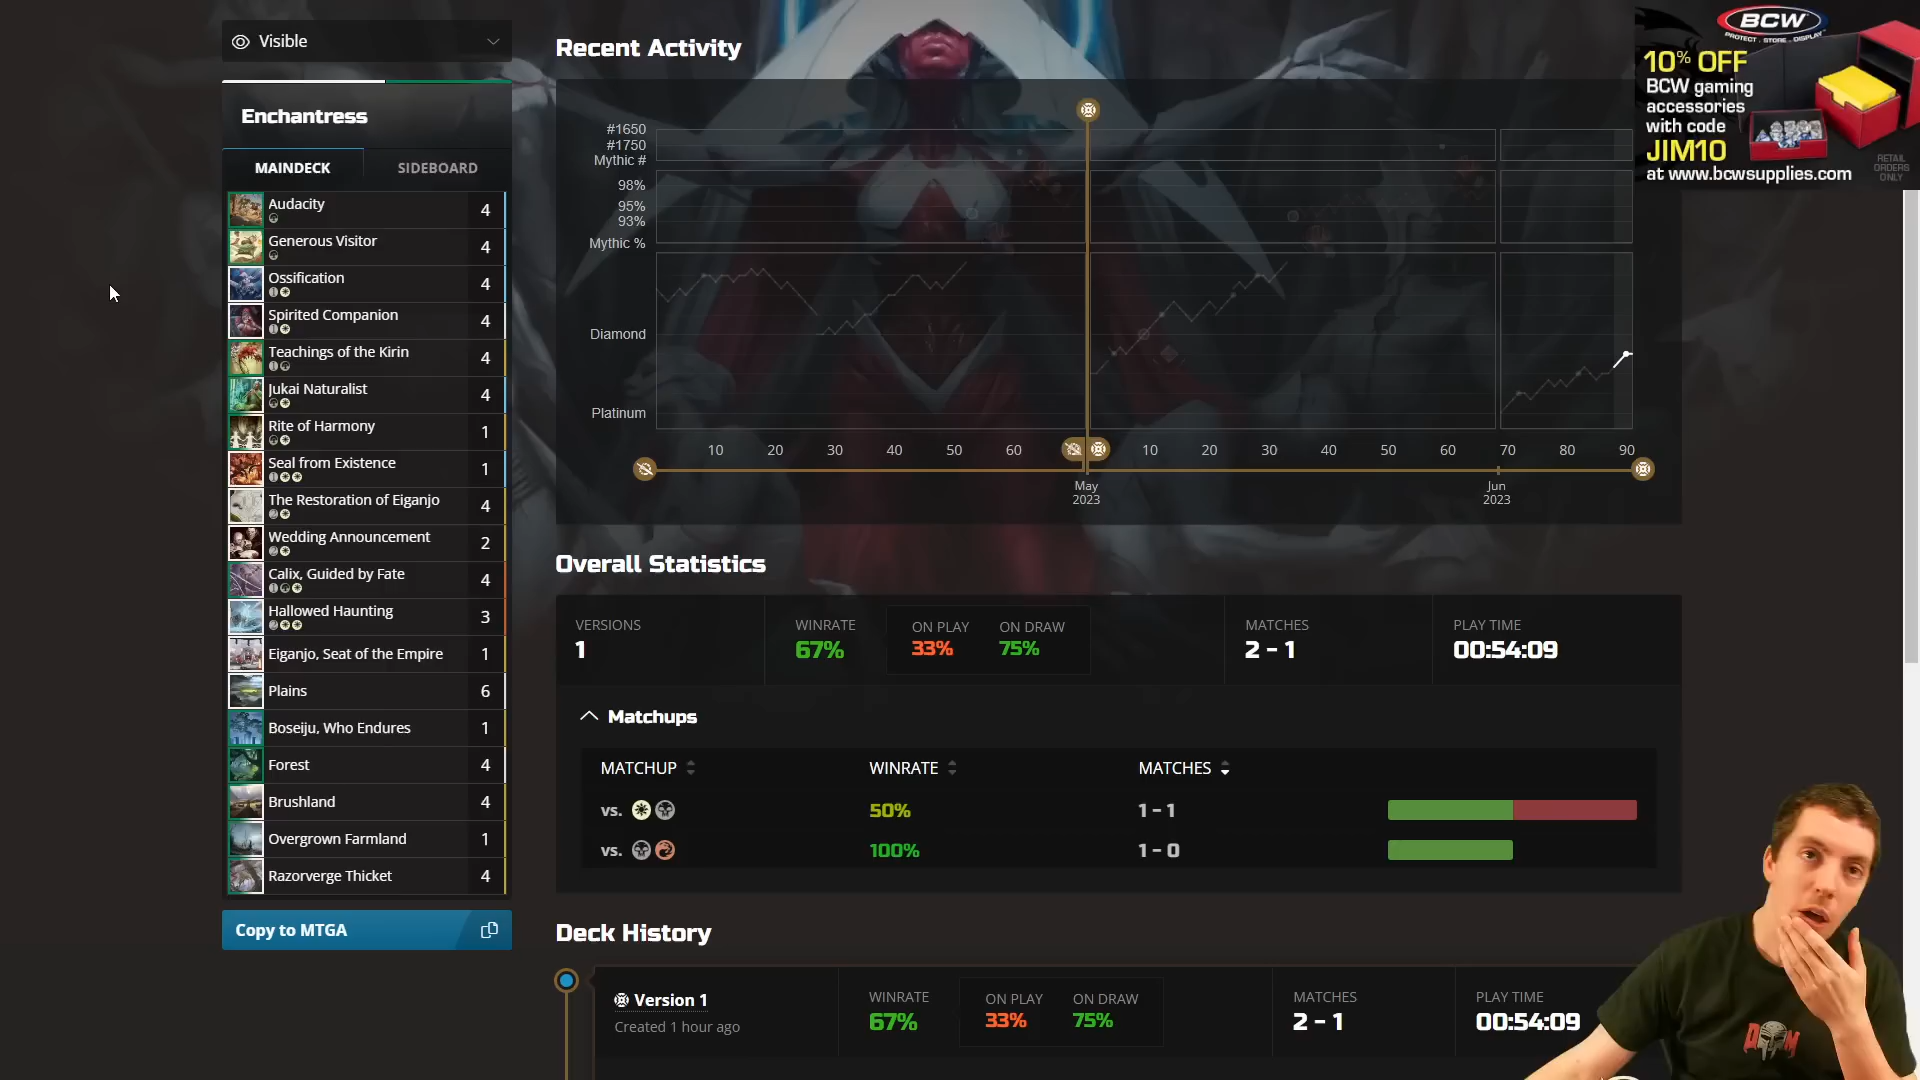 Visible
Enchantress
MAINDECK
SIDEBOARD
Audacity 4
Generous Visitor 4
Ossification 4
Spirited Companion 4
Teachings of the Kirin 4
Jukai Naturalist 4
Rite of Harmony 1
Seal from Existence 1
The Restoration of Eiganjo 4
Wedding Announcement 2
Calix, Guided by Fate 4
Hallowed Haunting 3
Eiganjo, Seat of the Empire 1
Plains 6
Boseiju, Who Endures 1
Forest 4
Brushland 4
Overgrown Farmland 1
Razorverge Thicket 4
Copy to MTGA
Recent Activity
#1650
#1750
Mythic #
98%
95%
93%
Mythic %
Diamond
Platinum
10 20 30 40 50 60 10 20 30 40 50 60 70 80 90
May
2023
Jun
2023
Overall Statistics
VERSIONS
1
WINRATE
67%
ON PLAY
33%
ON DRAW
75%
MATCHES
2 - 1
PLAY TIME
00:54:09
Matchups
MATCHUP WINRATE MATCHES
vs. 50% 1 - 1
vs. 100% 1 - 0
Deck History
Version 1
Created 1 hour ago
WINRATE
67%
ON PLAY
33%
ON DRAW
75%
MATCHES
2 - 1
PLAY TIME
00:54:09
BCW
PROTECT . STORE . DISPLAY
10% OFF
BCW gaming
accessories
with code
JIM10
at www.bcwsupplies.com
RETAIL
ORDERS
ONLY